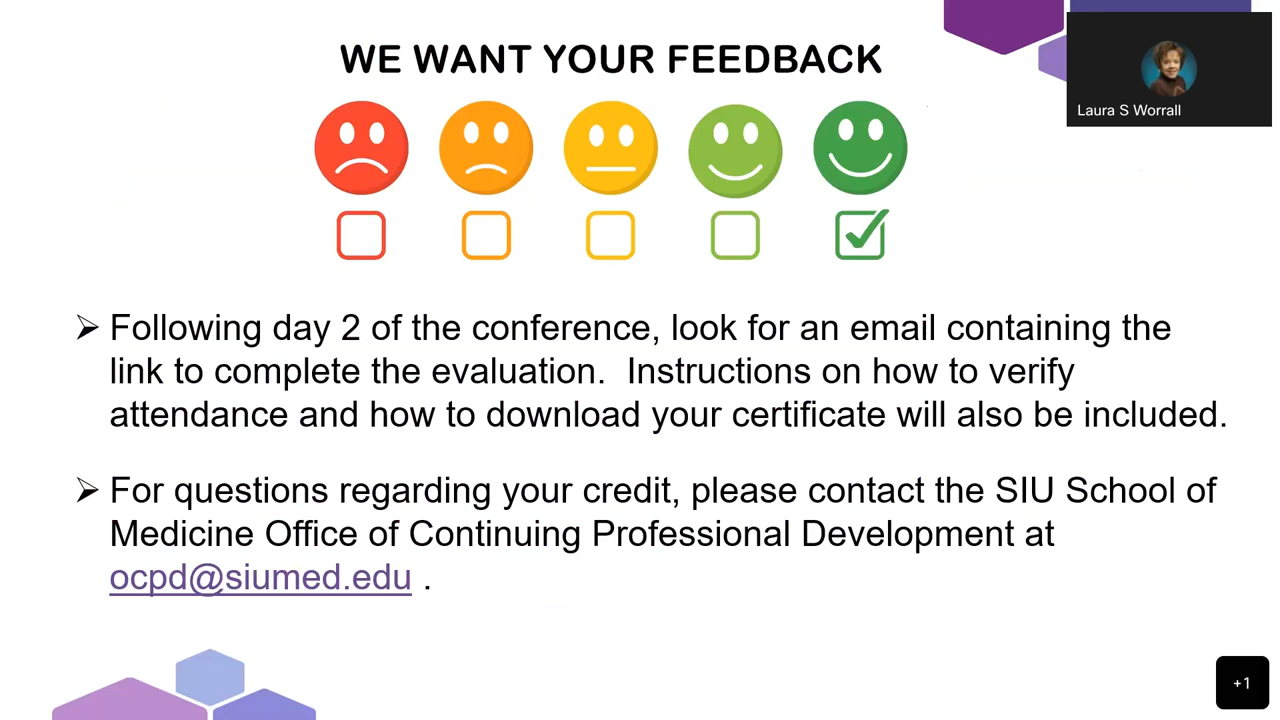 WE WANT YOUR FEEDBACK
Laura S Worrall
➢ Following day 2 of the conference, look for an email containing the
link to complete the evaluation.  Instructions on how to verify
attendance and how to download your certificate will also be included.
➢ For questions regarding your credit, please contact the SIU School of
Medicine Office of Continuing Professional Development at
ocpd@siumed.edu .
+1